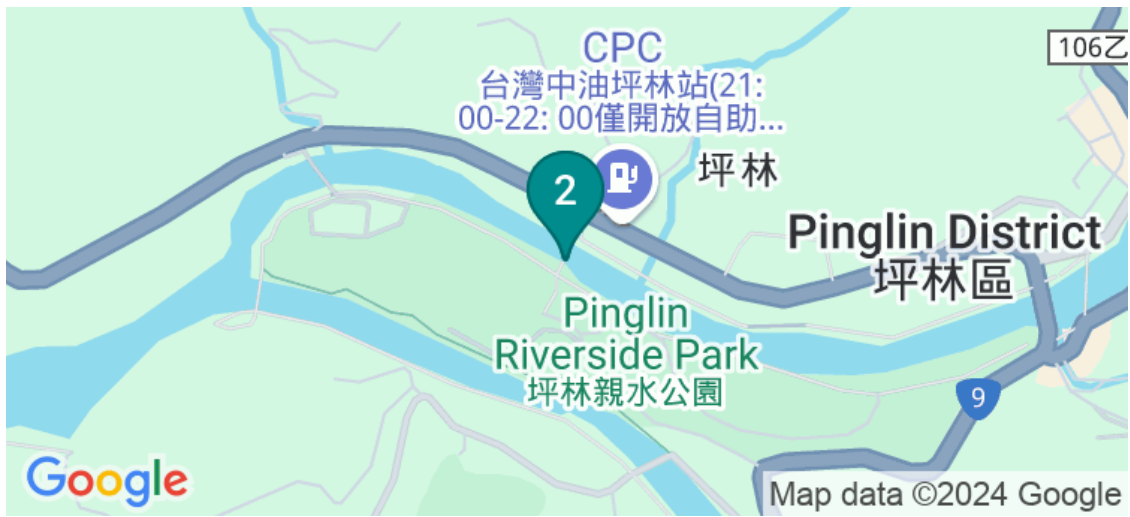 106乙
CPC
台灣中油坪林站(21:
00-22: 00僅開放自助...
坪林
2
Pinglin District
坪林區
Pinglin
Riverside Park
坪林親水公園
9
Google
Map data ©2024 Google